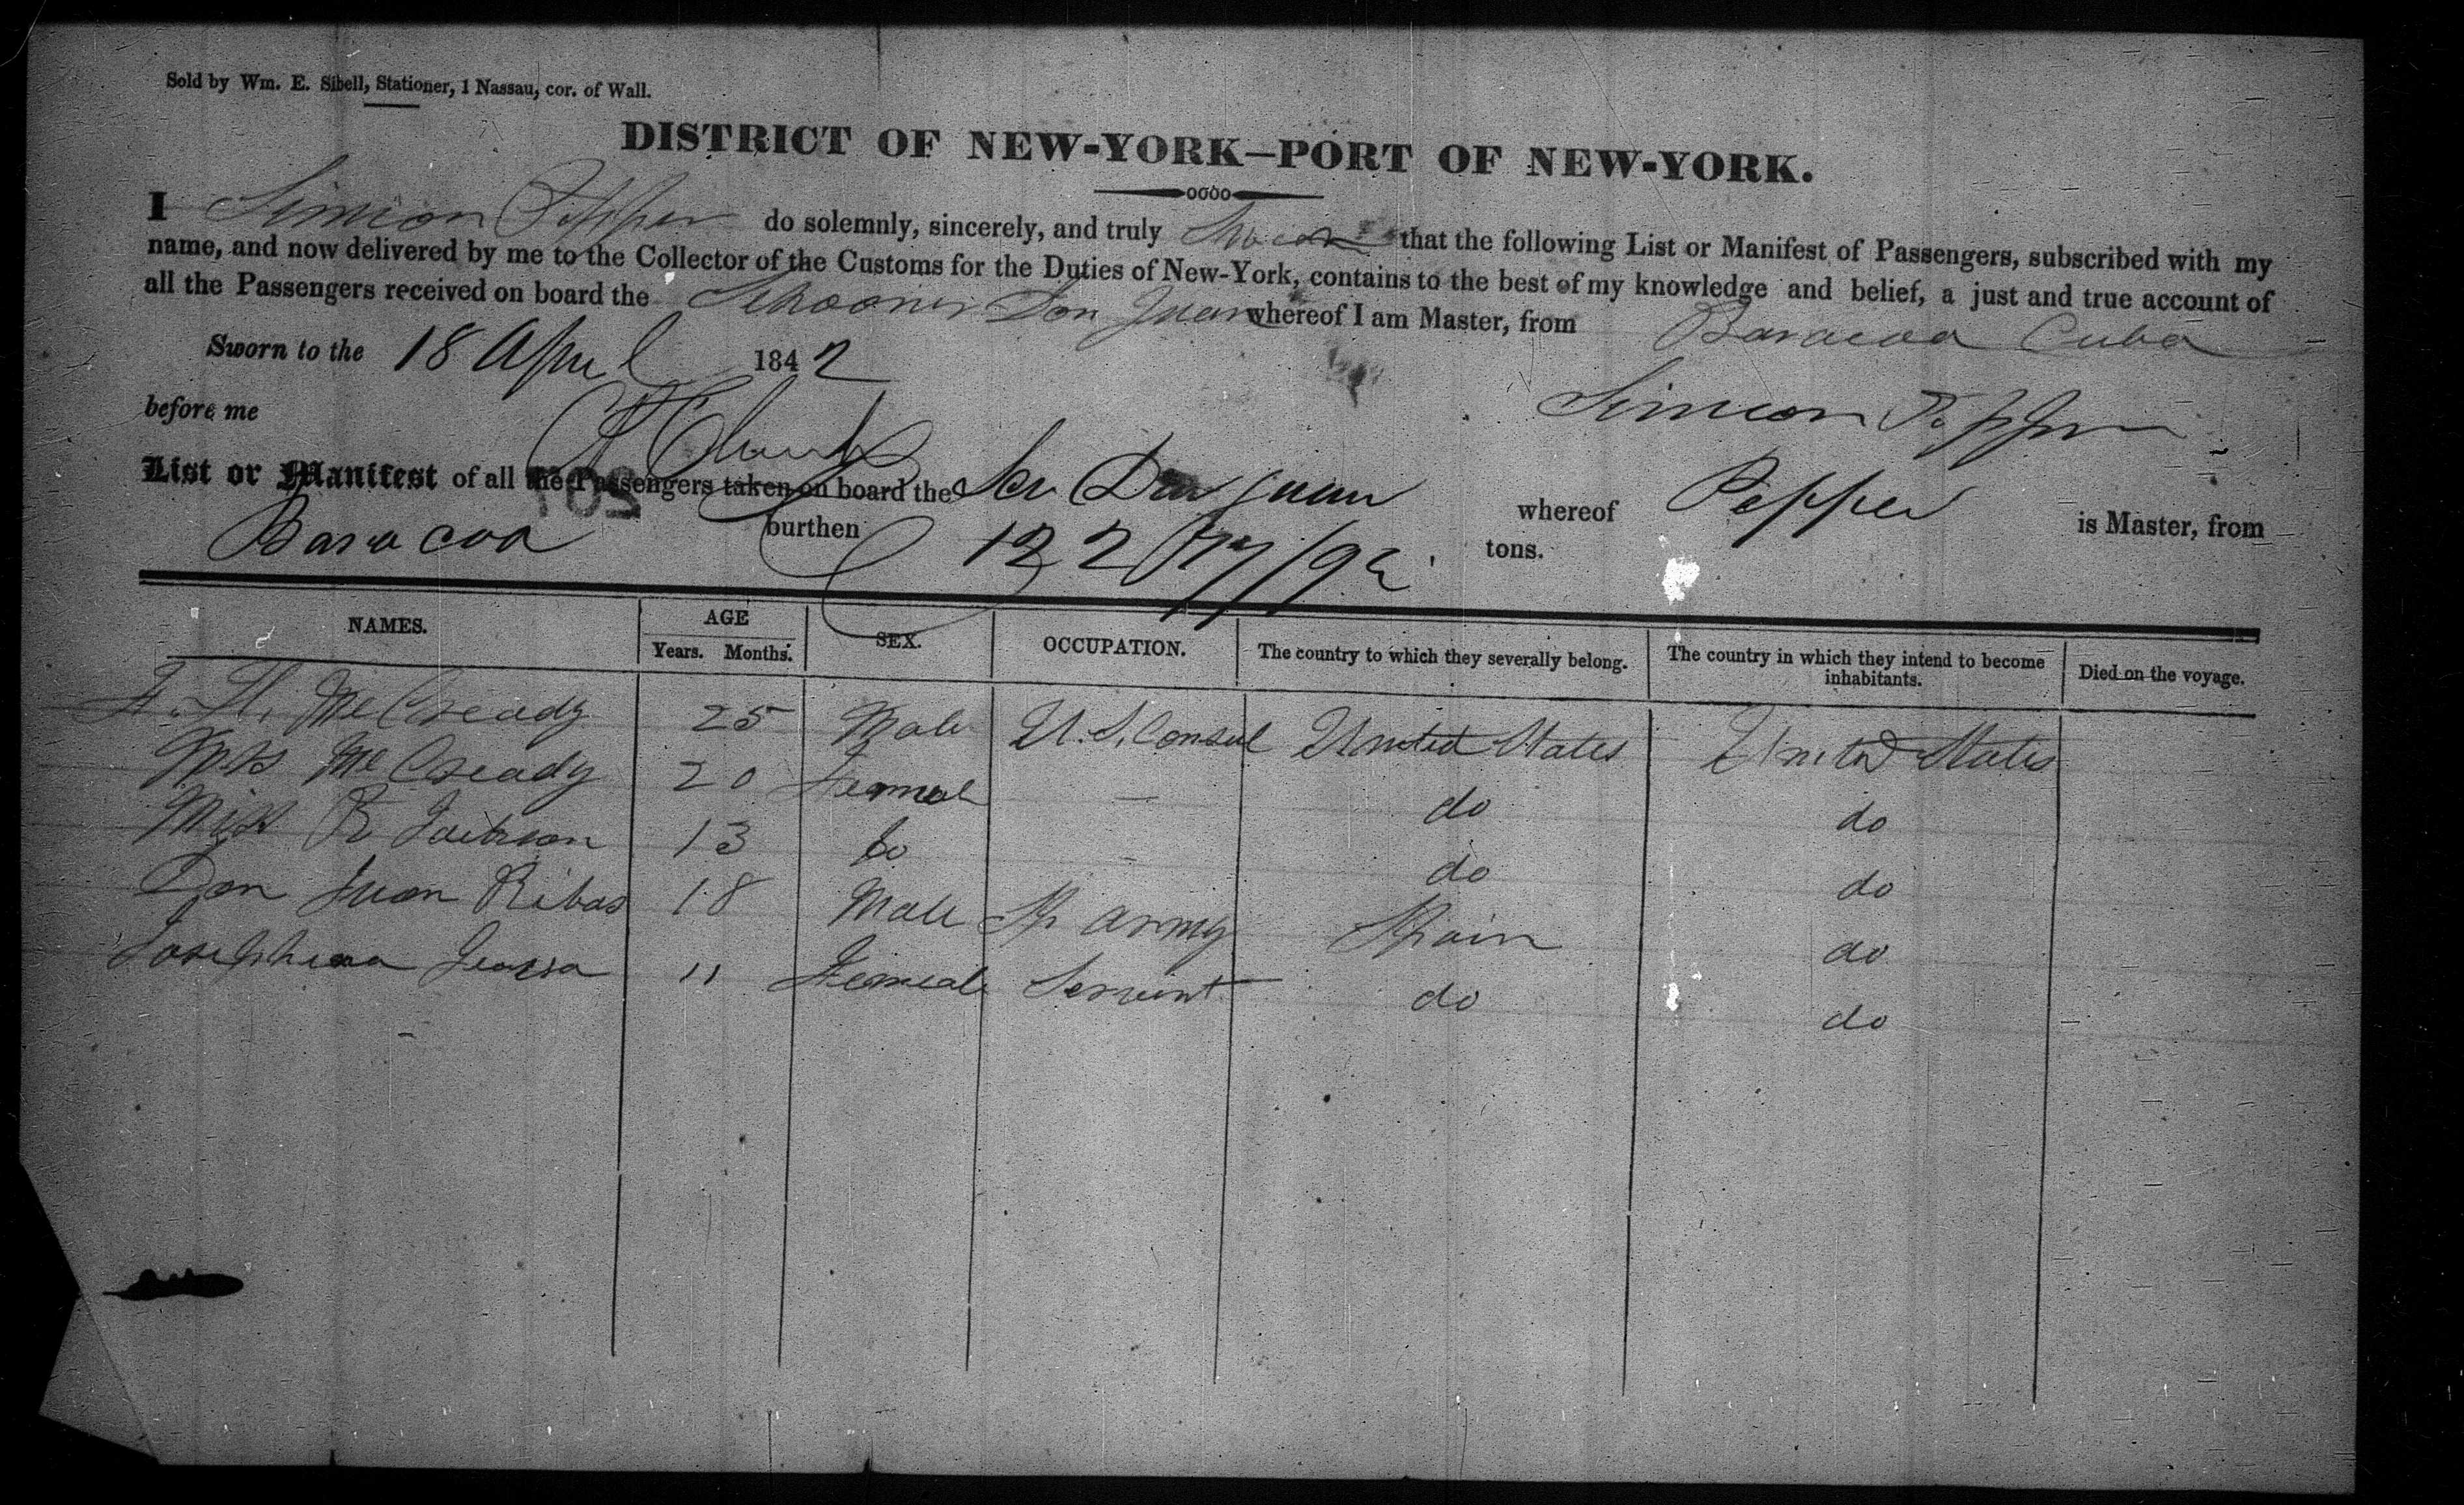 Sold by Wm. E. Sibell, Stationer, 1 Nassau, cor. of Wall.
DISTRICT OF NEW-YORK—PORT OF NEW-YORK.
I Simeon Pepper do solemnly, sincerely, and truly Swear that the following List or Manifest of Passengers, subscribed with my
name, and now delivered by me to the Collector of the Customs for the Duties of New-York, contains to the best of my knowledge and belief, a just and true account of
all the Passengers received on board the Schooner Don Juan whereof I am Master, from Baracoa Cuba
Sworn to the 18 April 1842
before me Simeon Pepper
List or Manifest of all the Passengers taken on board the Scr Don Juan whereof Pepper is Master, from
Baracoa burthen 122 77/95 tons.
NAMES. AGE SEX. OCCUPATION. The country to which they severally belong. The country in which they intend to become inhabitants. Died on the voyage.
Years. Months.
McCready 25 Male U.S. Consul United States United States
Mrs McCready 20 Female — do do
Miss R 13 Do — do do
Don Juan Ribas 18 Male Sp Army Spain do
Josephina 11 Female Servant do do